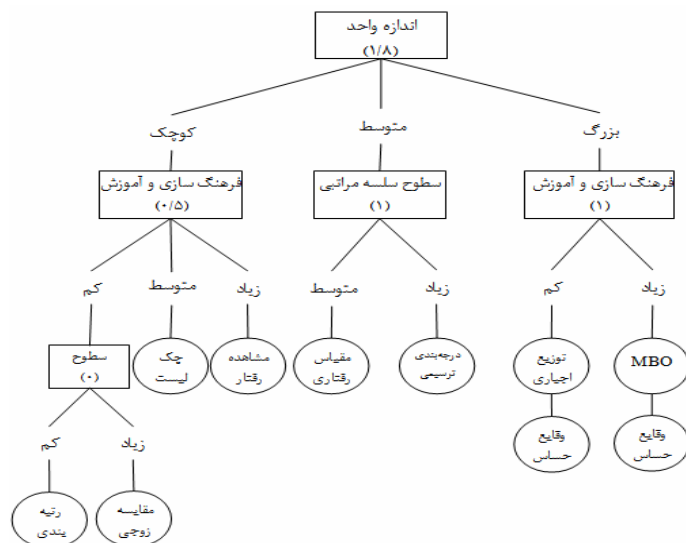 اندازه واحد
(۱/۸)
بزرگ
متوسط
کوچک
فرهنگ سازی و آموزش
(۱)
سطوح سلسه مراتبی
(۱)
فرهنگ سازی و آموزش
(۰/۵)
زیاد
کم
زیاد
متوسط
زیاد
متوسط
کم
MBO
توزیع
اجباری
درجه‌بندی
ترسیمی
مقیاس
رفتاری
مشاهده
رفتار
چک
لیست
سطوح
(۰)
وقایع
حساس
وقایع
حساس
زیاد
کم
مقایسه
زوجی
رتبه
بندی